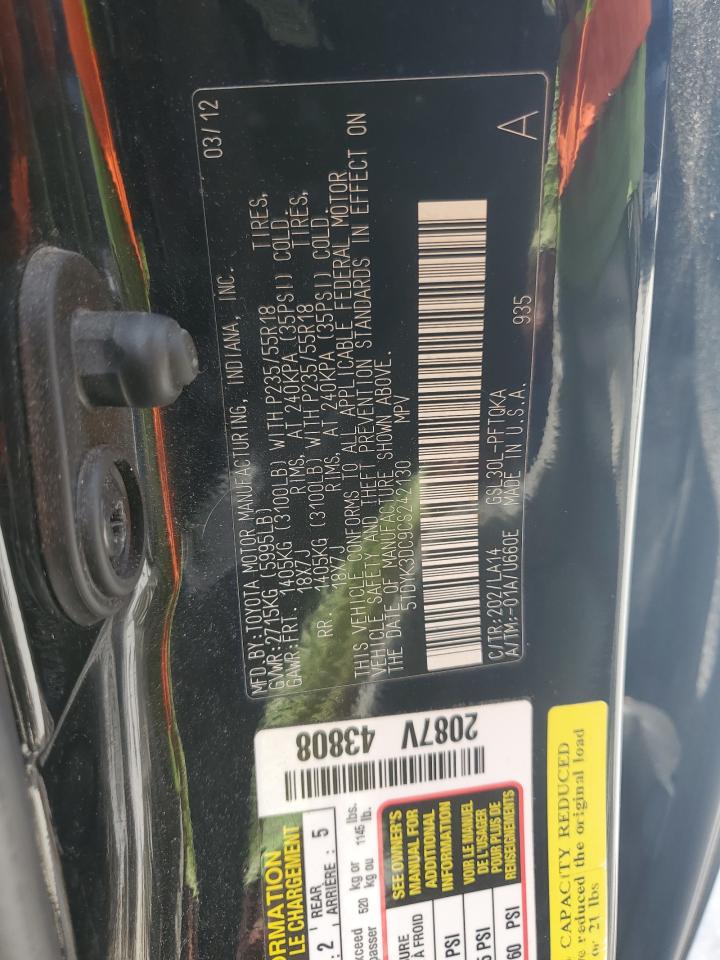 MFD.BY:TOYOTA MOTOR MANUFACTURING, INDIANA, INC. 03/12
GVWR:2715KG (5995LB)
GAWR:FRT. 1405KG (3100LB) WITH P235/55R18 TIRES,
18X7J RIMS, AT 240KPA (35PSI) COLD.
RR. 1405KG (3100LB) WITH P235/55R18 TIRES,
18X7J RIMS, AT 240KPA (35PSI) COLD.
THIS VEHICLE CONFORMS TO ALL APPLICABLE FEDERAL MOTOR
VEHICLE SAFETY AND THEFT PREVENTION STANDARDS IN EFFECT ON
THE DATE OF MANUFACTURE SHOWN ABOVE.
5TDYK3DC9CS242130 MPV
C/TR:202/LA14 GSL30L-PFTQKA 935 A
A/TM:-01A/U660E MADE IN U.S.A.
2087V 43808
FORMATION
LE CHARGEMENT
: 2 REAR
ARRIÈRE : 5
exceed 520 kg or 1145 lbs.
passer kg ou lb.
SEE OWNER'S
MANUAL FOR
ADDITIONAL
INFORMATION
VOIR LE MANUEL
DE L'USAGER
POUR PLUS DE
RENSEIGNEMENTS
À FROID
PSI
PSI
60 PSI
CAPACITY REDUCED
reduced the original load
or 21 lbs